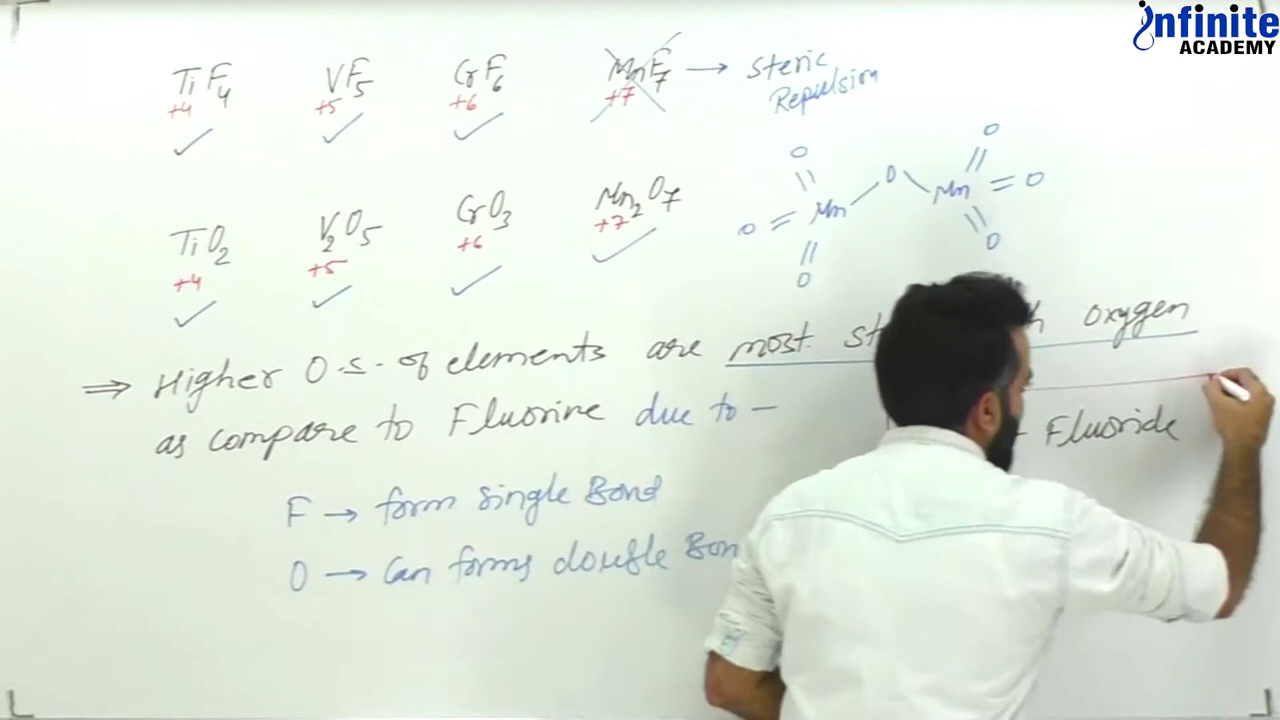 Infinite
ACADEMY
TiF4 VF5 CrF6 MnF7 → Steric Repulsion
+4 +5 +6 +7
TiO2 V2O5 CrO3 Mn2O7
+4 +5 +6 +7
O O
O = Mn O Mn = O
O O
⇒ Higher O.S. of elements are most oxygen
as compare to Fluorine due to – Fluoride
F → form single Bond
O → Can forms double Bon